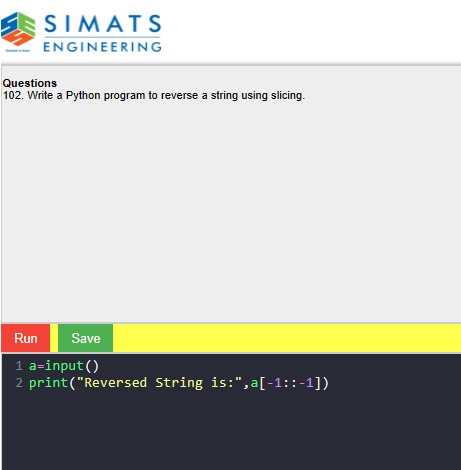 SIMATS
ENGINEERING
Questions
102. Write a Python program to reverse a string using slicing.
Run Save
1 a=input()
2 print("Reversed String is:",a[-1::-1])